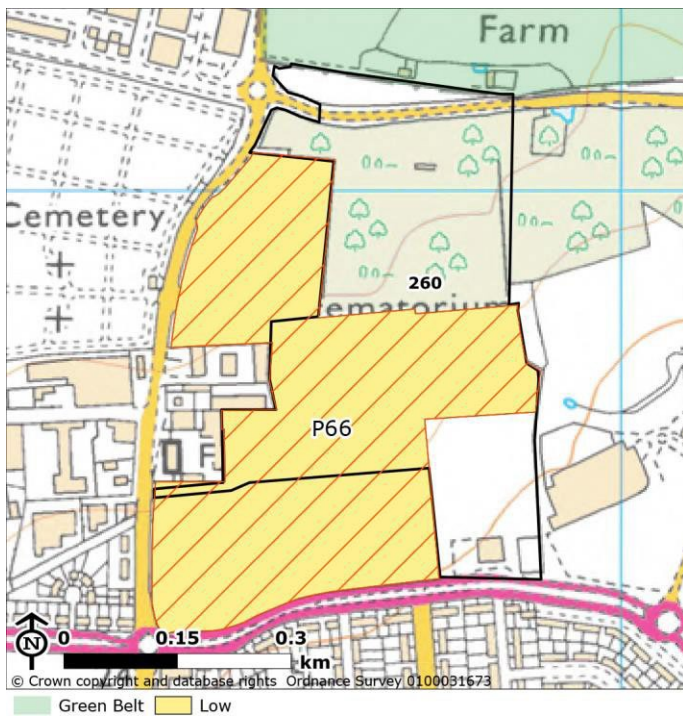 Farm
Cemetery
260
ematorium
P66
F
N
0 0.15 0.3
km
© Crown copyright and database rights Ordnance Survey 0100031673
Green Belt Low